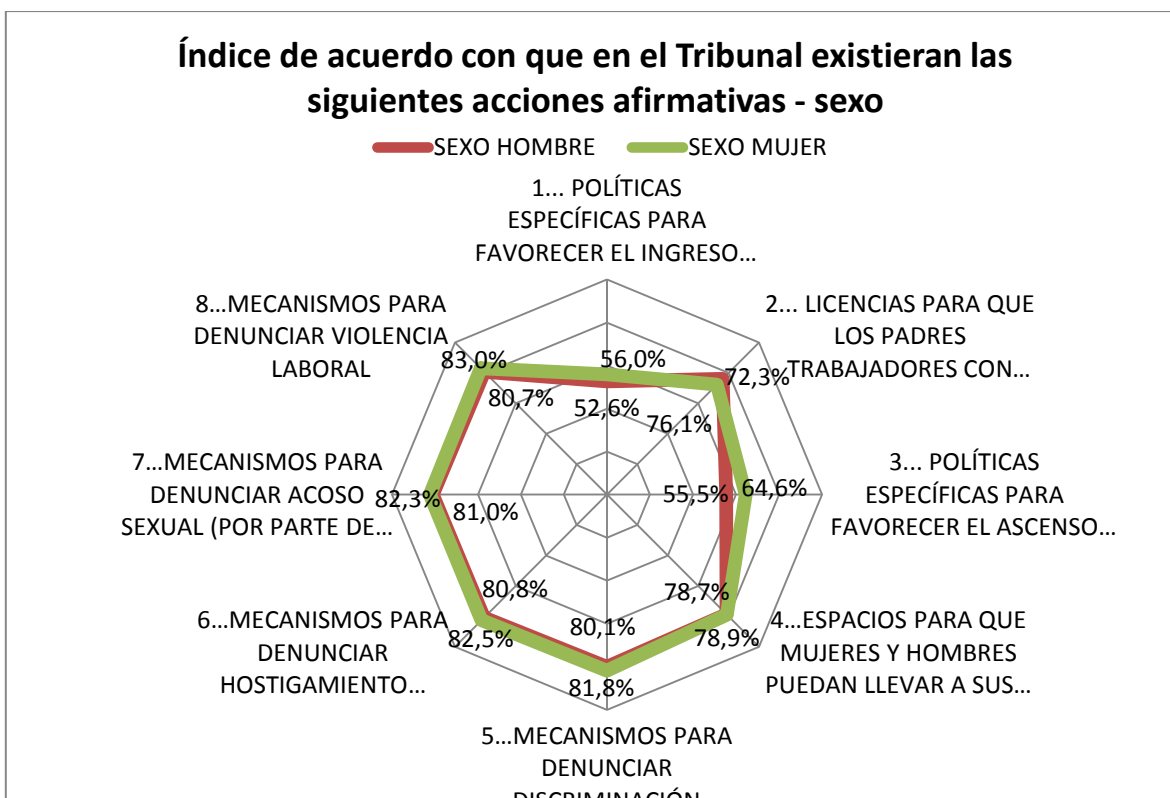 Índice de acuerdo con que en el Tribunal existieran las
siguientes acciones afirmativas - sexo
SEXO HOMBRE
SEXO MUJER
1... POLÍTICAS
ESPECÍFICAS PARA
FAVORECER EL INGRESO...
2... LICENCIAS PARA QUE
LOS PADRES
TRABAJADORES CON...
3... POLÍTICAS
ESPECÍFICAS PARA
FAVORECER EL ASCENSO...
4...ESPACIOS PARA QUE
MUJERES Y HOMBRES
PUEDAN LLEVAR A SUS...
5...MECANISMOS PARA
DENUNCIAR
DISCRIMINACIÓN
6...MECANISMOS PARA
DENUNCIAR
HOSTIGAMIENTO...
7...MECANISMOS PARA
DENUNCIAR ACOSO
SEXUAL (POR PARTE DE...
8...MECANISMOS PARA
DENUNCIAR VIOLENCIA
LABORAL
56,0%
52,6%
72,3%
76,1%
64,6%
55,5%
78,7%
78,9%
80,1%
81,8%
80,8%
82,5%
82,3%
81,0%
83,0%
80,7%